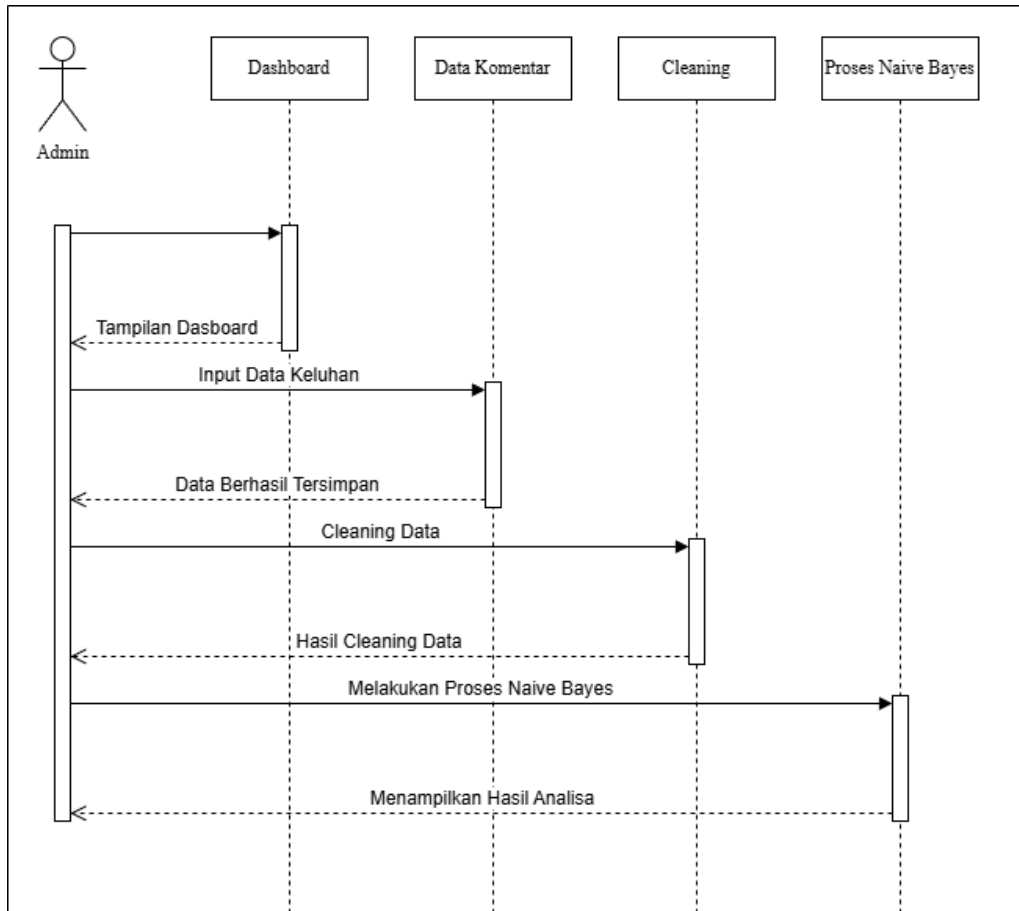 Dashboard
Data Komentar
Cleaning
Proses Naive Bayes
Admin
Tampilan Dasboard
Input Data Keluhan
Data Berhasil Tersimpan
Cleaning Data
Hasil Cleaning Data
Melakukan Proses Naive Bayes
Menampilkan Hasil Analisa